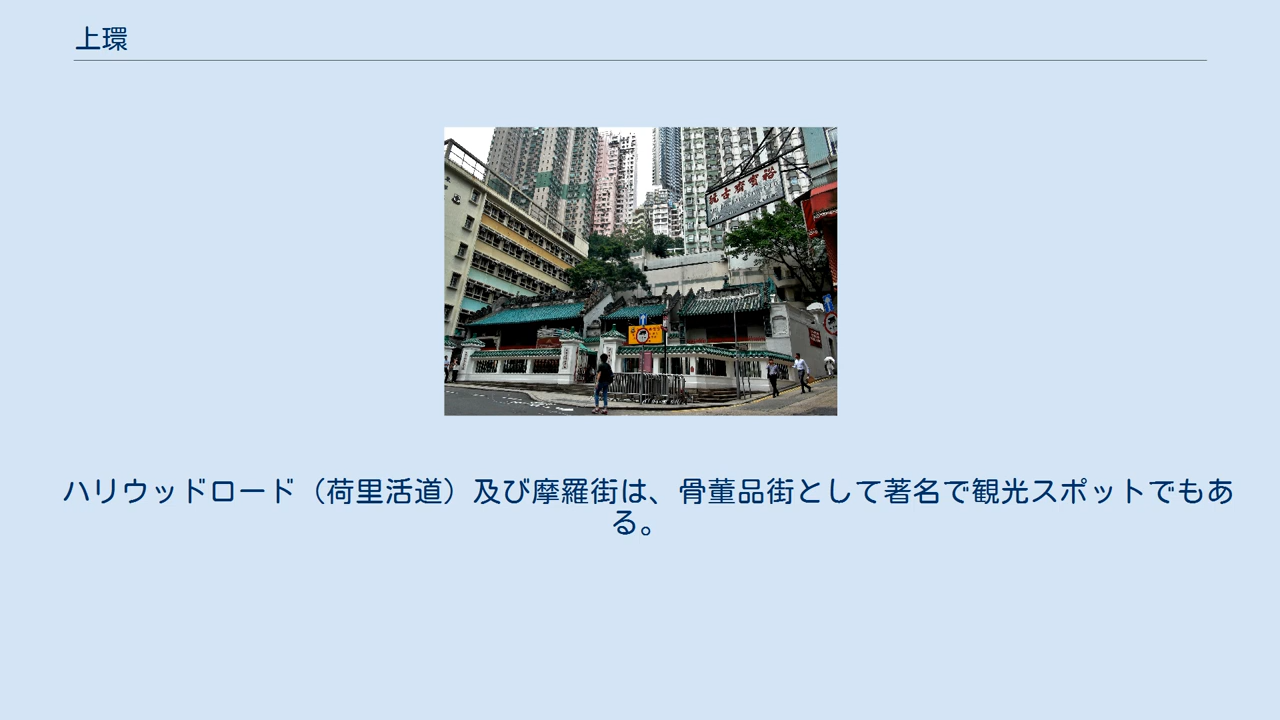 上環
ハリウッドロード（荷里活道）及び摩羅街は、骨董品街として著名で観光スポットでもあ
る。